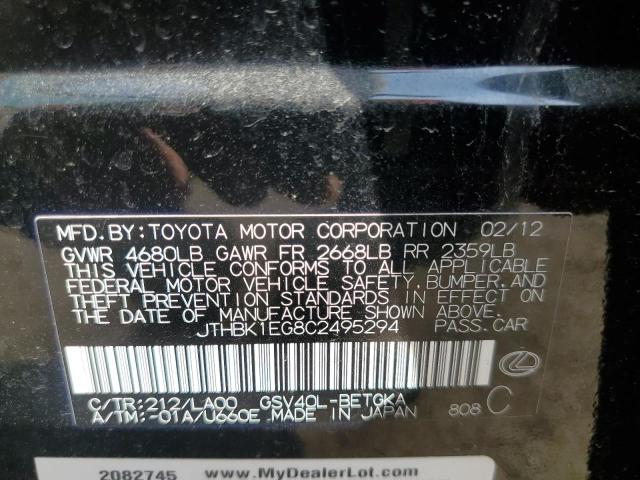 MFD.BY:TOYOTA MOTOR CORPORATION 02/12
GVWR 4680LB GAWR FR 2668LB RR 2359LB
THIS VEHICLE CONFORMS TO ALL APPLICABLE
FEDERAL MOTOR VEHICLE SAFETY, BUMPER, AND
THEFT PREVENTION STANDARDS IN EFFECT ON
THE DATE OF MANUFACTURE SHOWN ABOVE.
JTHBK1EG8C2495294 PASS.CAR
C/TR:212/LA00 GSV40L-BETGKA
A/TM:-01A/U660E MADE IN JAPAN 808 C
2082745 www.MyDealerLot.com